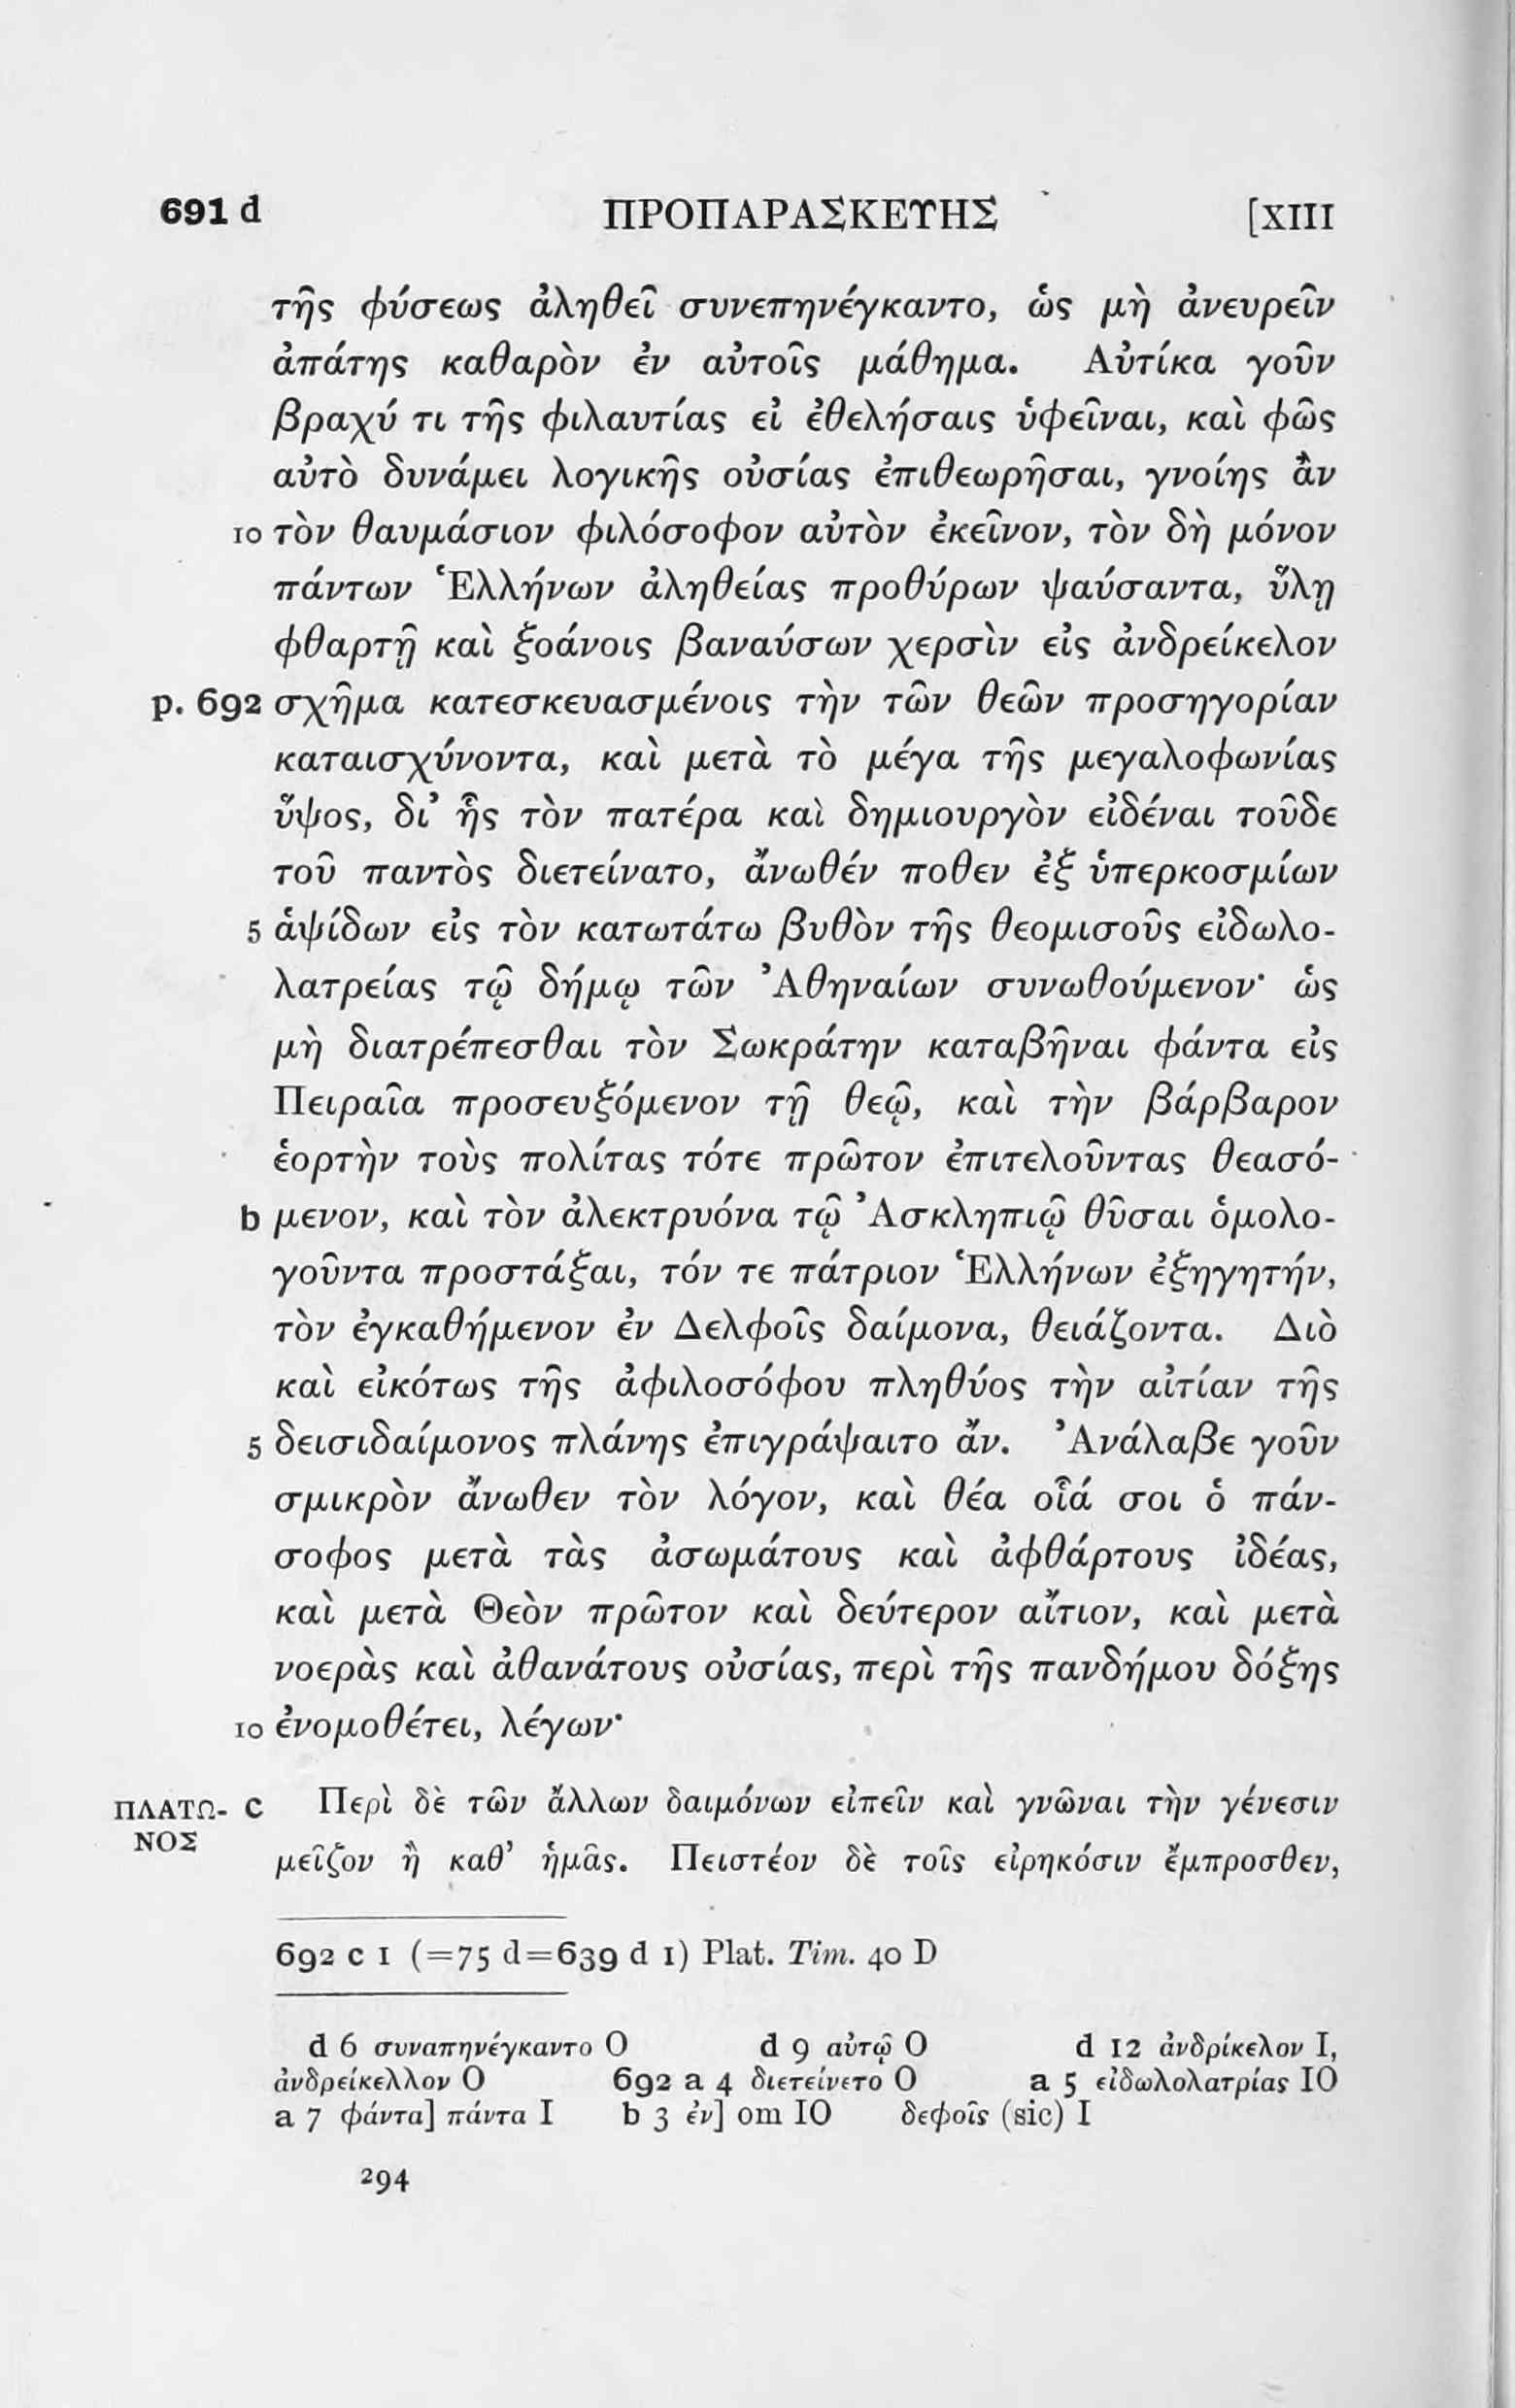 691 d ΠΡΟΠΑΡΑΣΚΕΥΗΣ [XIII
τῆς φύσεως ἀληθεῖ συνεπηνέγκαντο, ὡς μὴ ἀνευρεῖν
ἀπάτης καθαρὸν ἐν αὐτοῖς μάθημα. Αὐτίκα γοῦν
βραχύ τι τῆς φιλαυτίας εἰ ἐθελήσαις ὑφεῖναι, καὶ φῶς
αὐτὸ δυνάμει λογικῆς οὐσίας ἐπιθεωρῆσαι, γνοίης ἂν
10 τὸν θαυμάσιον φιλόσοφον αὐτὸν ἐκεῖνον, τὸν δὴ μόνον
πάντων Ἑλλήνων ἀληθείας προθύρων ψαύσαντα, ὕλῃ
φθαρτῇ καὶ ξοάνοις βαναύσων χερσὶν εἰς ἀνδρείκελον
p. 692 σχῆμα κατεσκευασμένοις τὴν τῶν θεῶν προσηγορίαν
καταισχύνοντα, καὶ μετὰ τὸ μέγα τῆς μεγαλοφωνίας
ὕψος, δι’ ἧς τὸν πατέρα καὶ δημιουργὸν εἰδέναι τοῦδε
τοῦ παντὸς διετείνατο, ἄνωθέν ποθεν ἐξ ὑπερκοσμίων
5 ἁψίδων εἰς τὸν κατωτάτω βυθὸν τῆς θεομισοῦς εἰδωλο-
λατρείας τῷ δήμῳ τῶν Ἀθηναίων συνωθούμενον· ὡς
μὴ διατρέπεσθαι τὸν Σωκράτην καταβῆναι φάντα εἰς
Πειραῖα προσευξόμενον τῇ θεῷ, καὶ τὴν βάρβαρον
ἑορτὴν τοὺς πολίτας τότε πρῶτον ἐπιτελοῦντας θεασό-
b μενον, καὶ τὸν ἀλεκτρυόνα τῷ Ἀσκληπιῷ θῦσαι ὁμολο-
γοῦντα προστάξαι, τόν τε πάτριον Ἑλλήνων ἐξηγητήν,
τὸν ἐγκαθήμενον ἐν Δελφοῖς δαίμονα, θειάζοντα. Διὸ
καὶ εἰκότως τῆς ἀφιλοσόφου πληθύος τὴν αἰτίαν τῆς
5 δεισιδαίμονος πλάνης ἐπιγράψαιτο ἄν. Ἀνάλαβε γοῦν
σμικρὸν ἄνωθεν τὸν λόγον, καὶ θέα οἷά σοι ὁ πάν-
σοφος μετὰ τὰς ἀσωμάτους καὶ ἀφθάρτους ἰδέας,
καὶ μετὰ Θεὸν πρῶτον καὶ δεύτερον αἴτιον, καὶ μετὰ
νοερὰς καὶ ἀθανάτους οὐσίας, περὶ τῆς πανδήμου δόξης
10 ἐνομοθέτει, λέγων·
ΠΛΑΤΩ- c Περὶ δὲ τῶν ἄλλων δαιμόνων εἰπεῖν καὶ γνῶναι τὴν γένεσιν
ΝΟΣ μεῖζον ἢ καθ’ ἡμᾶς. Πειστέον δὲ τοῖς εἰρηκόσιν ἔμπροσθεν,
692 c 1 (=75 d=639 d 1) Plat. Tim. 40 D
d 6 συναπηνέγκαντο O d 9 αὐτῷ O d 12 ἀνδρίκελον I,
ἀνδρείκελλον O 692 a 4 διετείνετο O a 5 εἰδωλολατρίας IO
a 7 φάντα] πάντα I b 3 ἐν] om IO δεφοῖς (sic) I
294